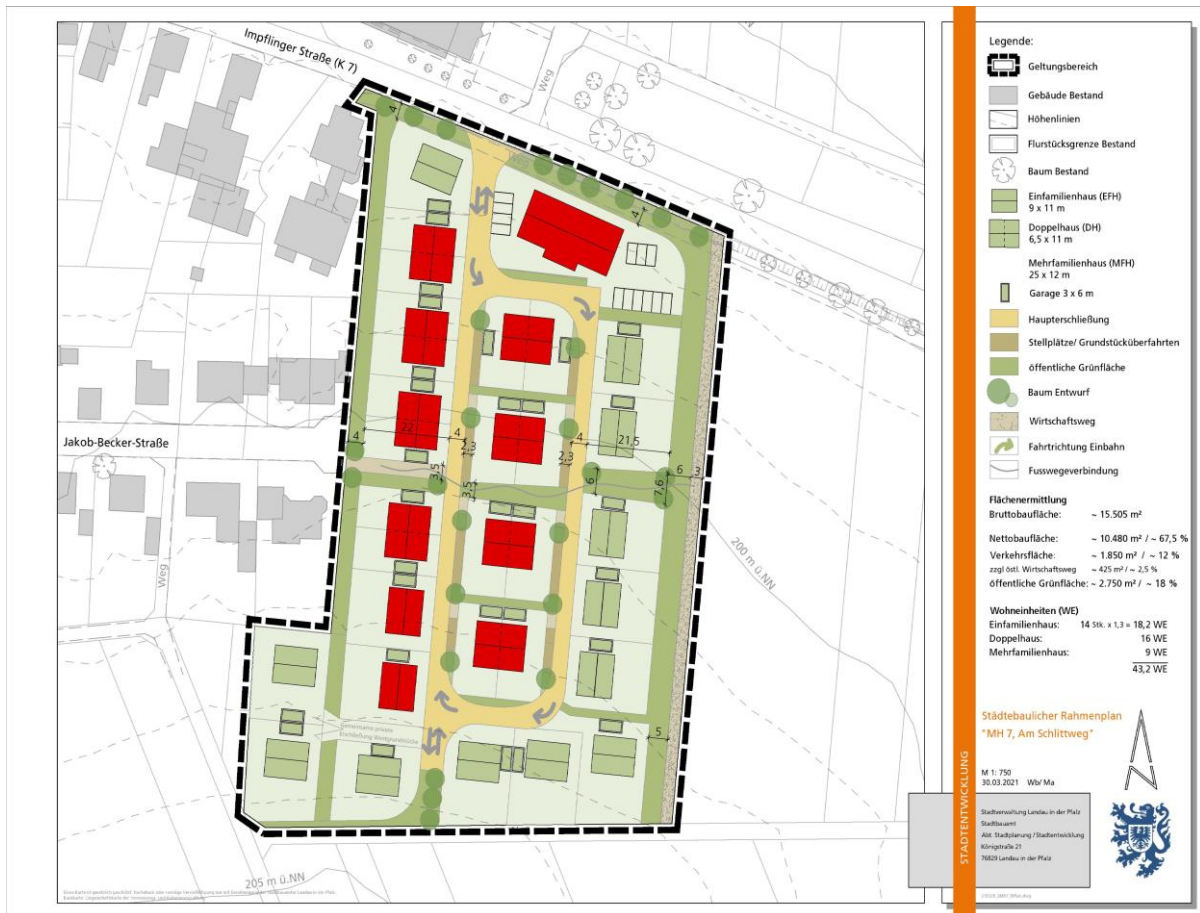 Impflinger Straße (K 7)
Weg
Weg
Jakob-Becker-Straße
Weg
4
4
22
4
4
2,3
3,5
3,5
4
2,3
21,5
6
6
3
7,6
5
200 m ü.NN
205 m ü.NN
Gemeinsame private
Erschließung Wohngrundstücke
Legende:
Geltungsbereich
Gebäude Bestand
Höhenlinien
Flurstücksgrenze Bestand
Baum Bestand
Einfamilienhaus (EFH)
9 x 11 m
Doppelhaus (DH)
6,5 x 11 m
Mehrfamilienhaus (MFH)
25 x 12 m
Garage 3 x 6 m
Haupterschließung
Stellplätze/ Grundstücküberfahrten
öffentliche Grünfläche
Baum Entwurf
Wirtschaftsweg
Fahrtrichtung Einbahn
Fusswegeverbindung
Flächenermittlung
Bruttobaufläche: ~ 15.505 m²
Nettobaufläche: ~ 10.480 m² / ~ 67,5 %
Verkehrsfläche: ~ 1.850 m² / ~ 12 %
zzgl östl. Wirtschaftsweg ~ 425 m² / ~ 2,5 %
öffentliche Grünfläche: ~ 2.750 m² / ~ 18 %
Wohneinheiten (WE)
Einfamilienhaus: 14 Stk. x 1,3 = 18,2 WE
Doppelhaus: 16 WE
Mehrfamilienhaus: 9 WE
43,2 WE
Städtebaulicher Rahmenplan
"MH 7, Am Schlittweg"
M 1: 750
30.03.2021 Wb/ Ma
STADTENTWICKLUNG
Stadtverwaltung Landau in der Pfalz
Stadtbauamt
Abt. Stadtplanung / Stadtentwicklung
Königstraße 21
76829 Landau in der Pfalz